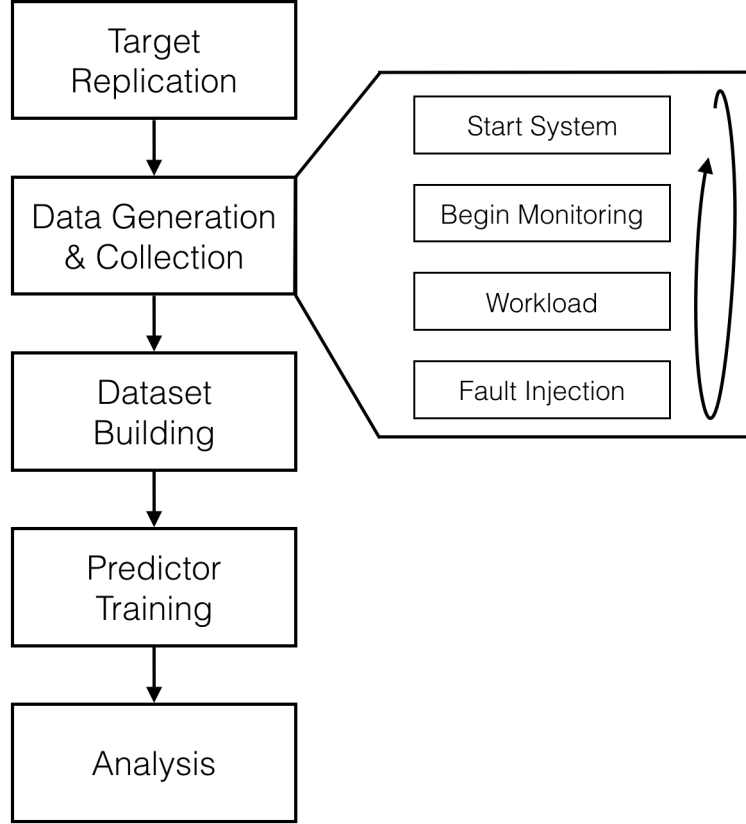 Target
Replication
Data Generation
& Collection
Dataset
Building
Predictor
Training
Analysis
Start System
Begin Monitoring
Workload
Fault Injection